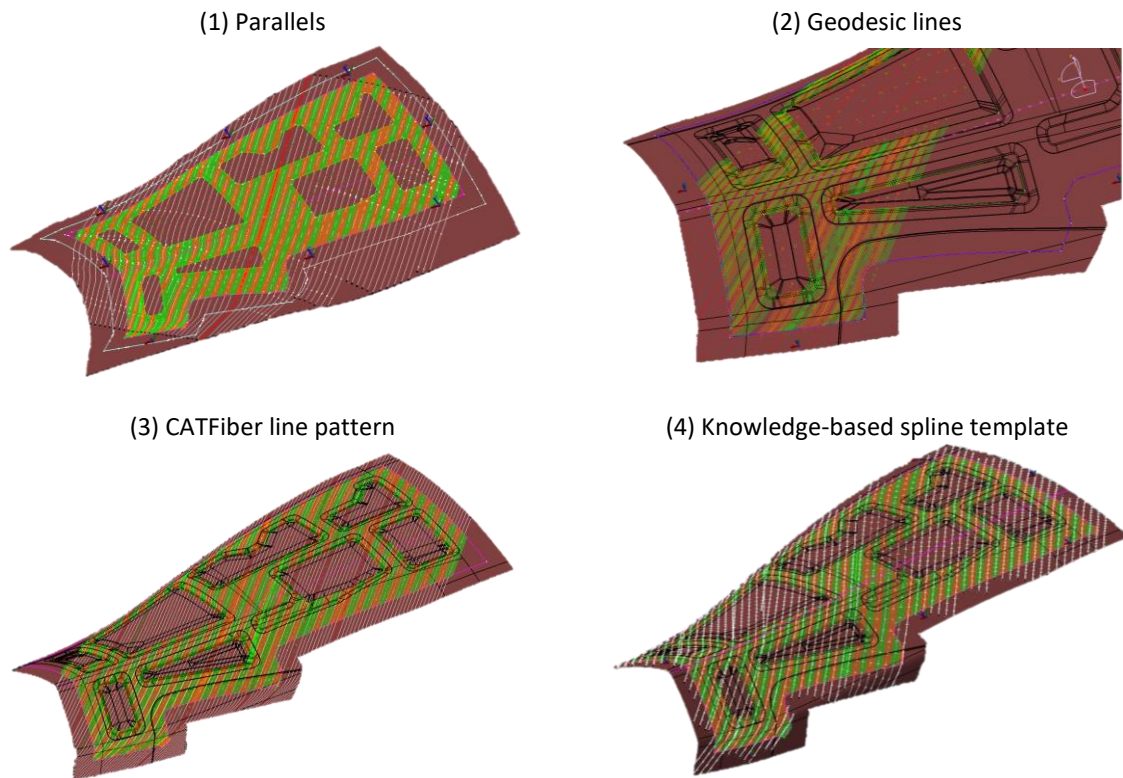 (1) Parallels
(2) Geodesic lines
(3) CATFiber line pattern
(4) Knowledge-based spline template